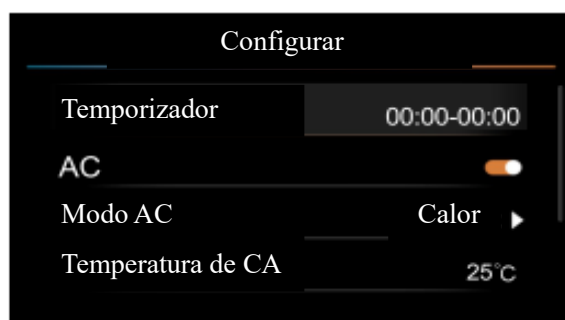 Configurar
Temporizador 00:00-00:00
AC
Modo AC Calor
Temperatura de CA 25°C